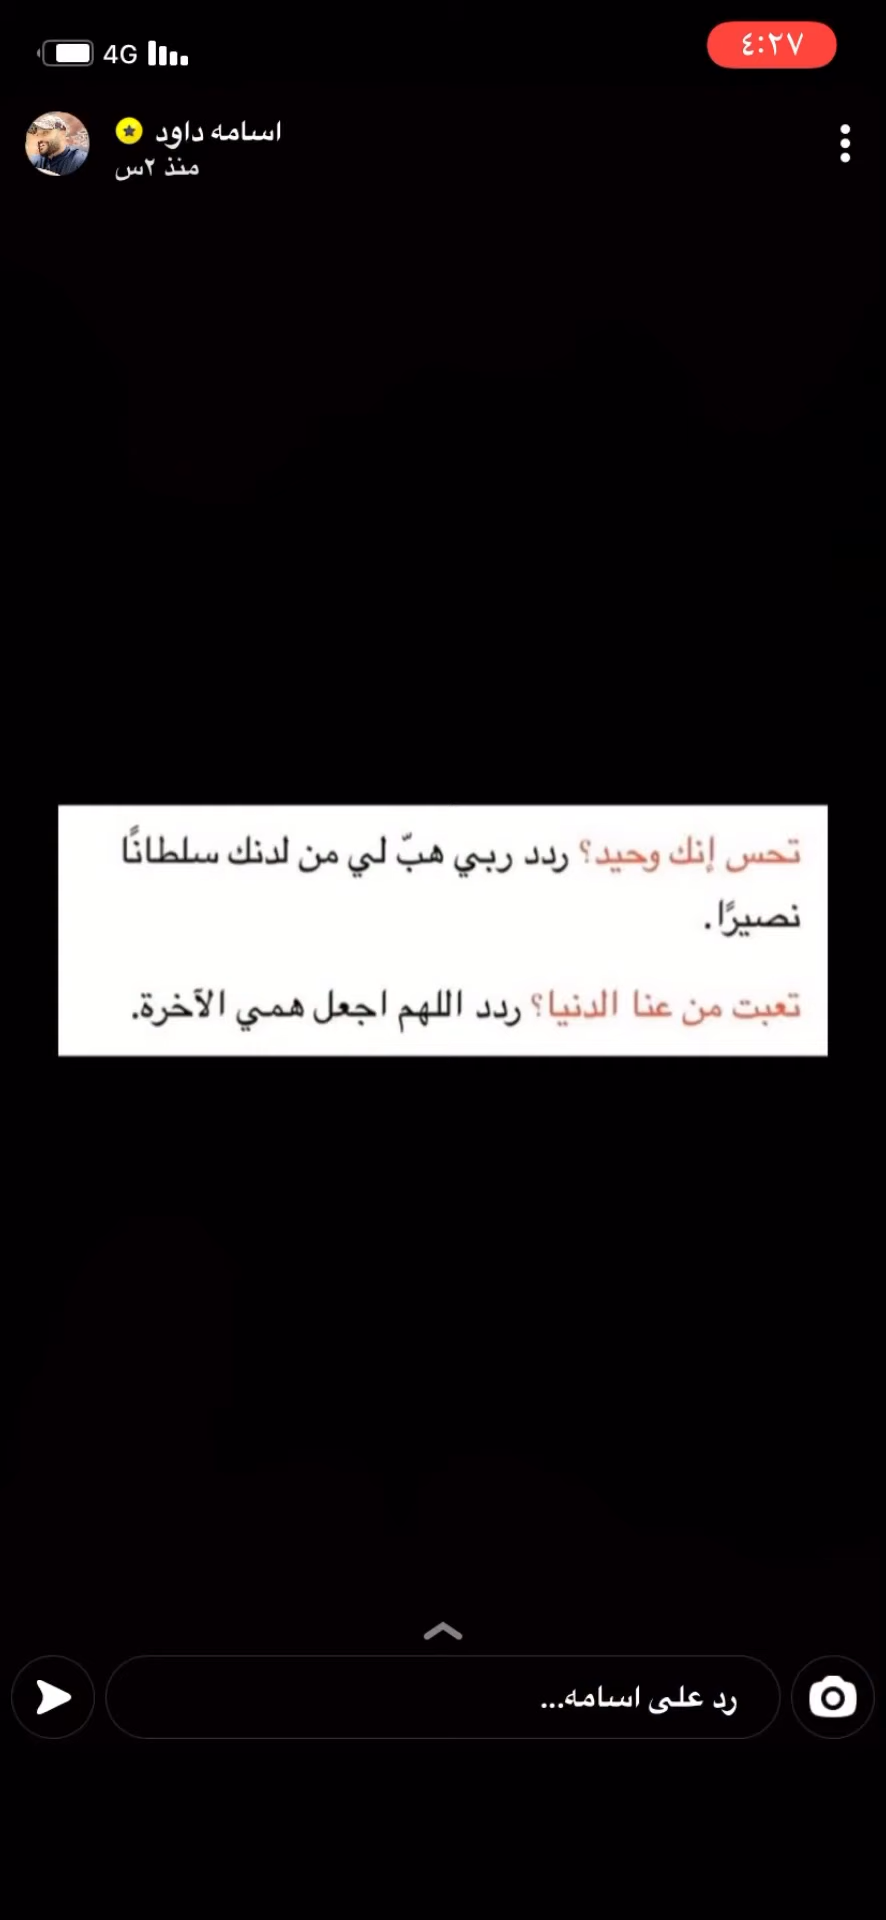 4G
٤:٢٧
اسامه داود
منذ ٢س
تحس إنك وحيد؟ ردد ربي هبّ لي من لدنك سلطانًا
نصيرًا.
تعبت من عنا الدنيا؟ ردد اللهم اجعل همي الآخرة.
رد على اسامه...